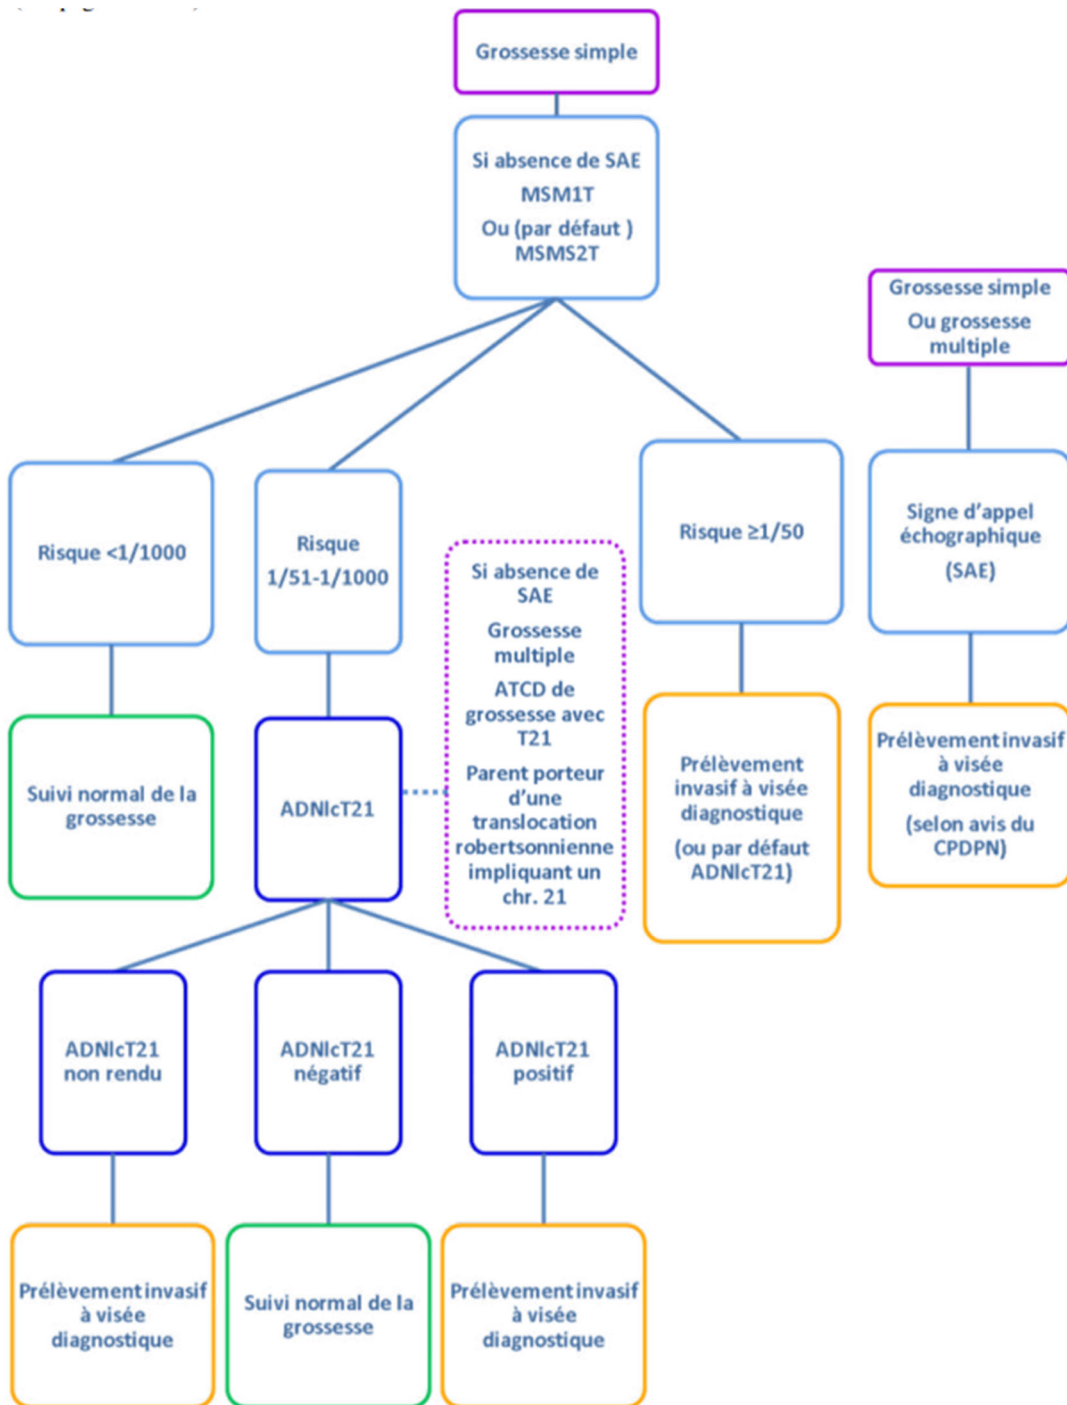 Grossesse simple
Si absence de SAE
MSM1T
Ou (par défaut )
MSMS2T
Grossesse simple
Ou grossesse
multiple
Risque <1/1000
Risque
1/51-1/1000
Risque ≥1/50
Signe d'appel
échographique
(SAE)
Si absence de
SAE
Grossesse
multiple
ATCD de
grossesse avec
T21
Parent porteur
d'une
translocation
robertsonnienne
impliquant un
chr. 21
Suivi normal de la
grossesse
ADNlcT21
Prélèvement
invasif à visée
diagnostique
(ou par défaut
ADNlcT21)
Prélèvement invasif
à visée
diagnostique
(selon avis du
CPDPN)
ADNlcT21
non rendu
ADNlcT21
négatif
ADNlcT21
positif
Prélèvement invasif
à visée
diagnostique
Suivi normal de la
grossesse
Prélèvement invasif
à visée
diagnostique